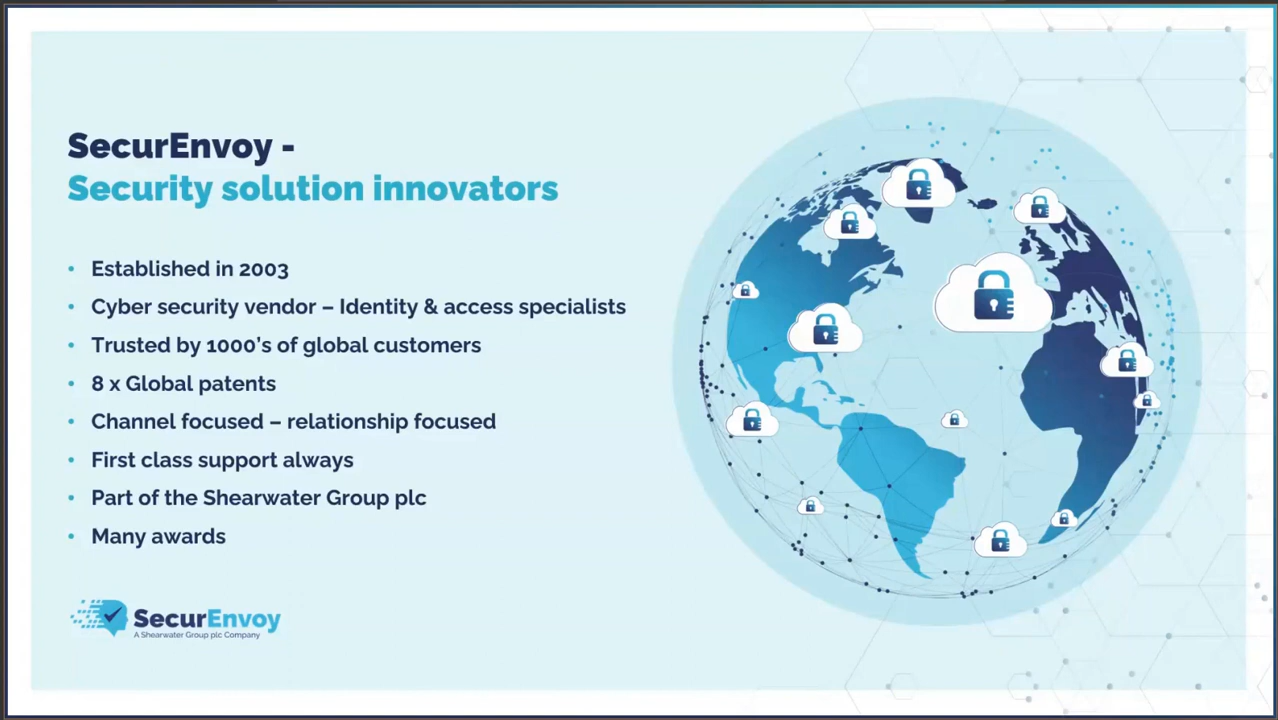 SecurEnvoy -
Security solution innovators
• Established in 2003
• Cyber security vendor – Identity & access specialists
• Trusted by 1000’s of global customers
• 8 x Global patents
• Channel focused – relationship focused
• First class support always
• Part of the Shearwater Group plc
• Many awards
SecurEnvoy
A Shearwater Group plc Company